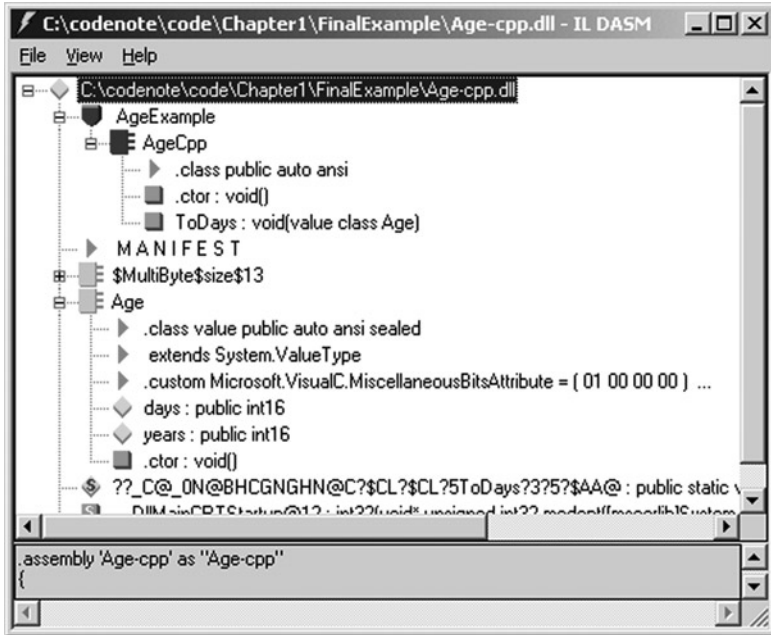 C:\codenote\code\Chapter1\FinalExample\Age-cpp.dll - IL DASM
File View Help
C:\codenote\code\Chapter1\FinalExample\Age-cpp.dll
AgeExample
AgeCpp
.class public auto ansi
.ctor : void()
ToDays : void(value class Age)
M A N I F E S T
$MultiByte$size$13
Age
.class value public auto ansi sealed
extends System.ValueType
.custom Microsoft.VisualC.MiscellaneousBitsAttribute = ( 01 00 00 00 ) ...
days : public int16
years : public int16
.ctor : void()
??_C@_0N@BHCGNGHN@C?$CL?$CL?5ToDays?3?5?$AA@ : public static
.assembly 'Age-cpp' as "Age-cpp"
{